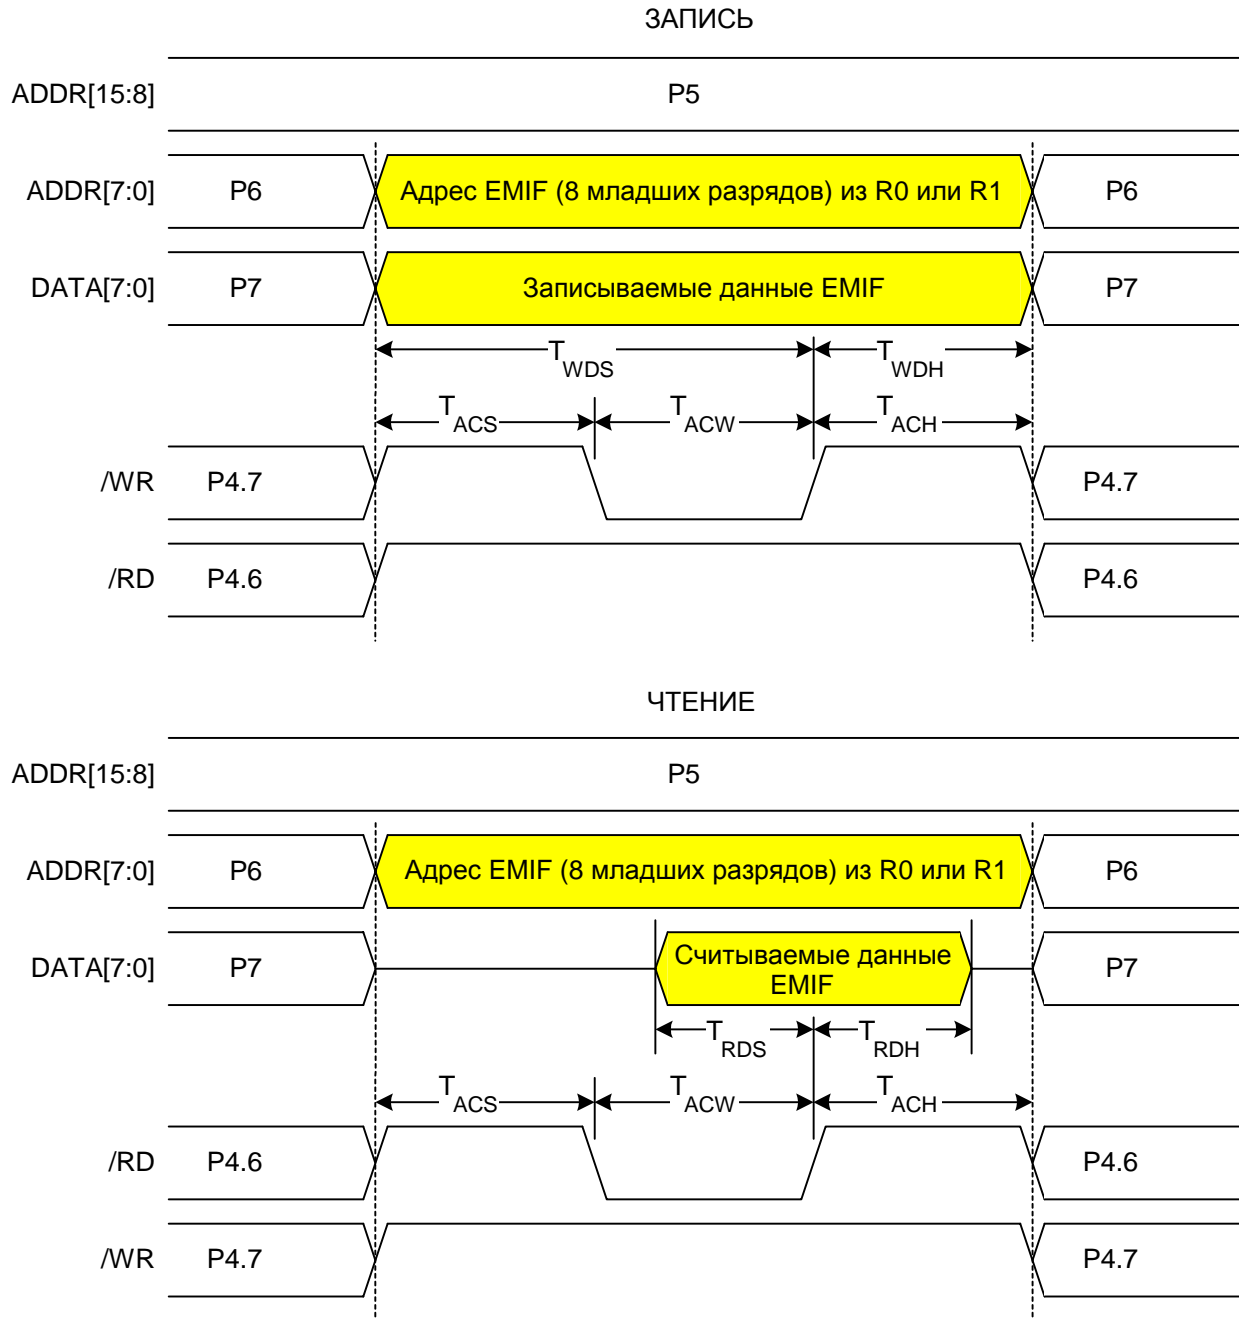 ЗАПИСЬ
ADDR[15:8] P5
ADDR[7:0] P6 Адрес EMIF (8 младших разрядов) из R0 или R1 P6
DATA[7:0] P7 Записываемые данные EMIF P7
TWDS TWDH
TACS TACW TACH
/WR P4.7 P4.7
/RD P4.6 P4.6
ЧТЕНИЕ
ADDR[15:8] P5
ADDR[7:0] P6 Адрес EMIF (8 младших разрядов) из R0 или R1 P6
DATA[7:0] P7 Считываемые данные P7
EMIF
TRDS TRDH
TACS TACW TACH
/RD P4.6 P4.6
/WR P4.7 P4.7